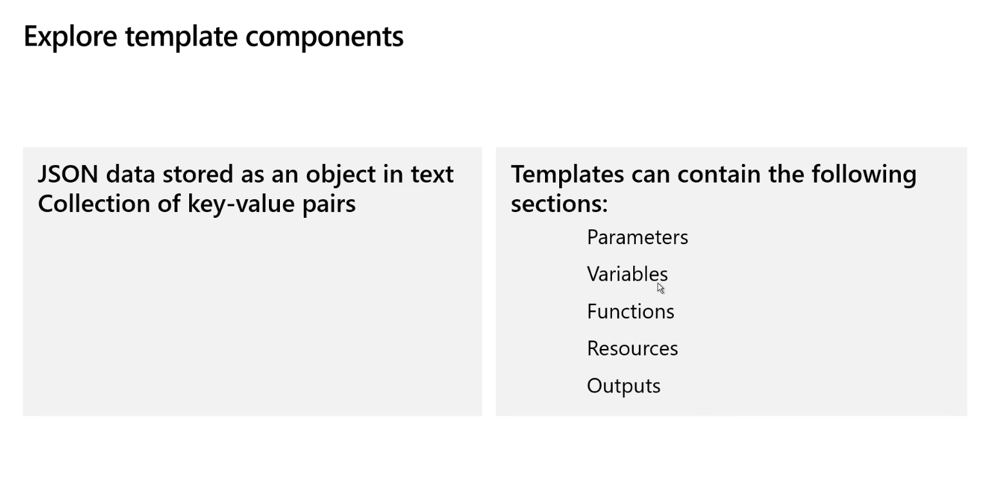 Explore template components
JSON data stored as an object in text
Collection of key-value pairs
Templates can contain the following
sections:
Parameters
Variables
Functions
Resources
Outputs